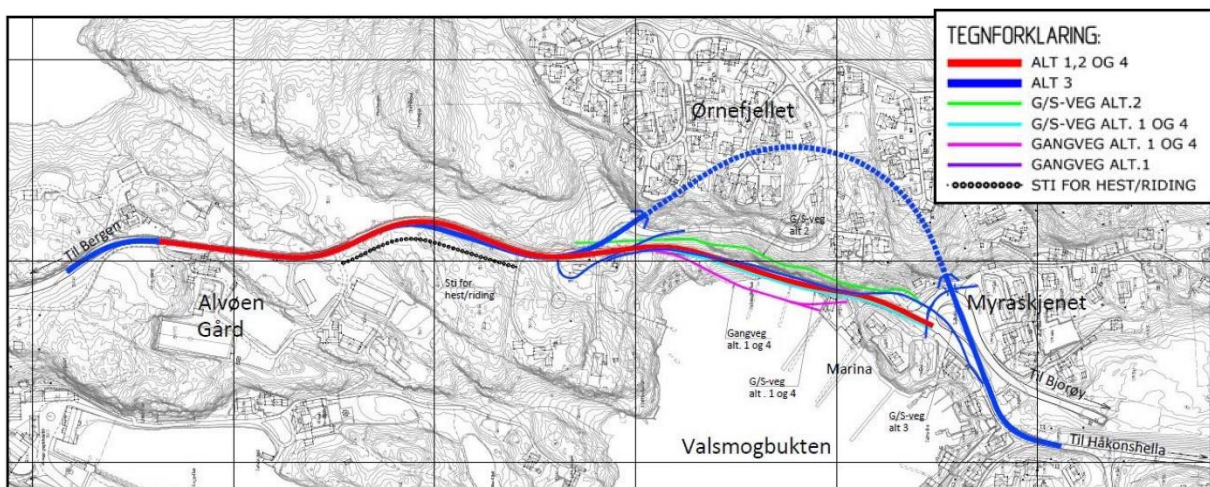 TEGNFORKLARING:
ALT 1,2 OG 4
ALT 3
G/S-VEG ALT.2
G/S-VEG ALT. 1 OG 4
GANGVEG ALT. 1 OG 4
GANGVEG ALT.1
STI FOR HEST/RIDING
Ørnefjellet
G/S-veg
alt 2
Til Bergen
Alvøen
Gård
Sti for
hest/riding
Myraskjenet
Gangveg
alt. 1 og 4
Marina
G/S-veg
alt . 1 og 4
G/S-veg
alt 3
Til Bjorøy
Valsmogbukten
Til Håkonshella